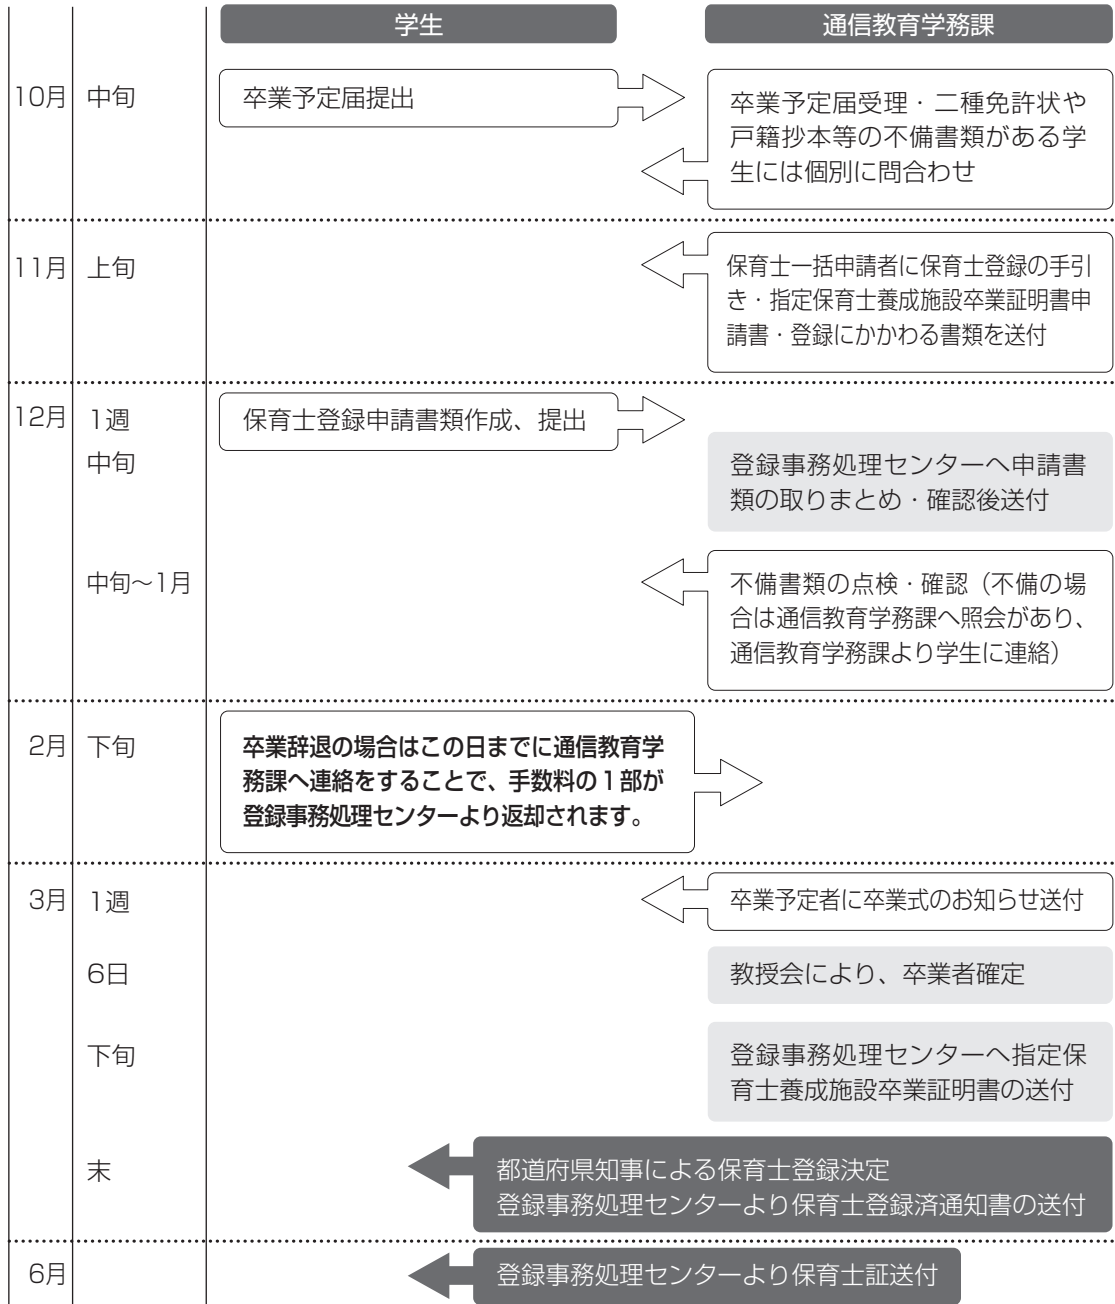 学生
通信教育学務課
10月
中旬
卒業予定届提出
卒業予定届受理・二種免許状や
戸籍抄本等の不備書類がある学
生には個別に問合わせ
11月
上旬
保育士一括申請者に保育士登録の手引
き・指定保育士養成施設卒業証明書申
請書・登録にかかわる書類を送付
12月
1週
保育士登録申請書類作成、提出
中旬
登録事務処理センターへ申請書
類の取りまとめ・確認後送付
中旬～1月
不備書類の点検・確認（不備の場
合は通信教育学務課へ照会があり、
通信教育学務課より学生に連絡）
2月
下旬
卒業辞退の場合はこの日までに通信教育学
務課へ連絡をすることで、手数料の１部が
登録事務処理センターより返却されます。
3月
1週
卒業予定者に卒業式のお知らせ送付
6日
教授会により、卒業者確定
下旬
登録事務処理センターへ指定保
育士養成施設卒業証明書の送付
末
都道府県知事による保育士登録決定
登録事務処理センターより保育士登録済通知書の送付
6月
登録事務処理センターより保育士証送付